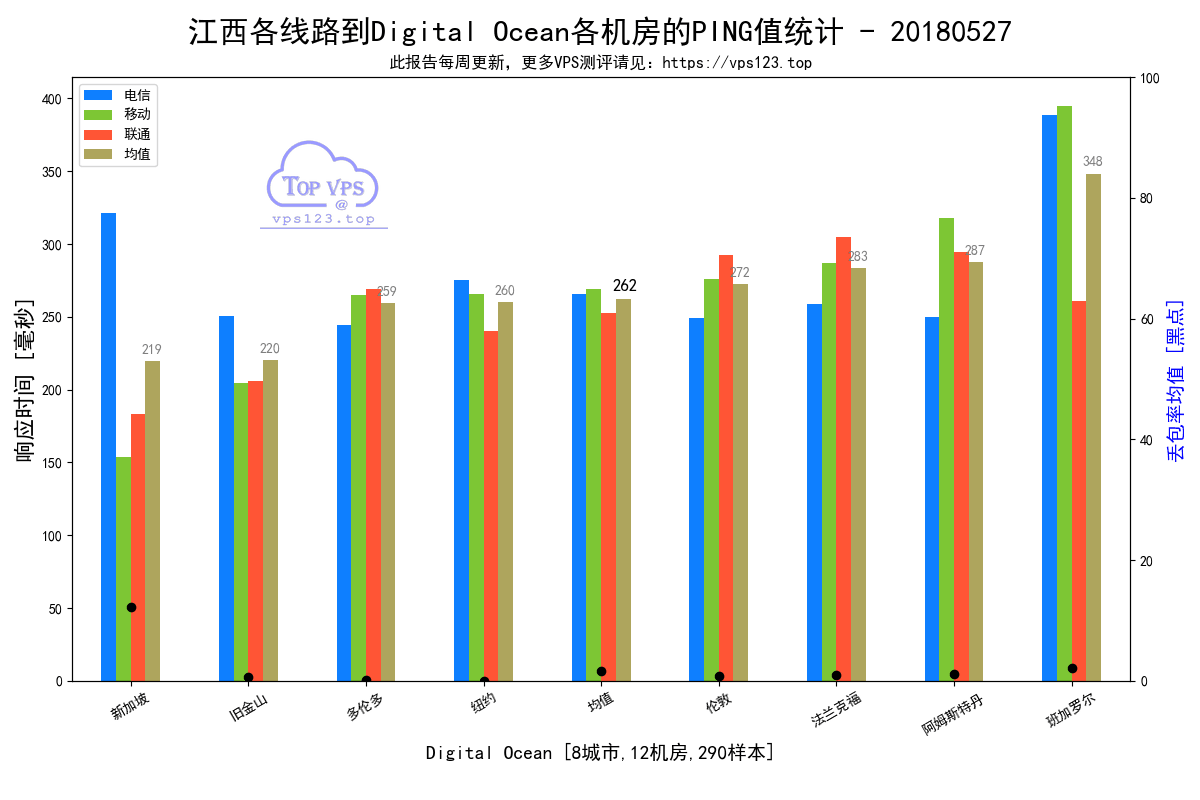 江西各线路到Digital Ocean各机房的PING值统计 - 20180527
此报告每周更新，更多VPS测评请见：https://vps123.top
电信
移动
联通
均值
TOP VPS
@
vps123.top
响应时间 [毫秒]
400
350
300
250
200
150
100
50
0
219
220
259
260
262
272
283
287
348
100
80
60
40
20
0
丢包率均值 [黑点]
新加坡
旧金山
多伦多
纽约
均值
伦敦
法兰克福
阿姆斯特丹
班加罗尔
Digital Ocean [8城市,12机房,290样本]